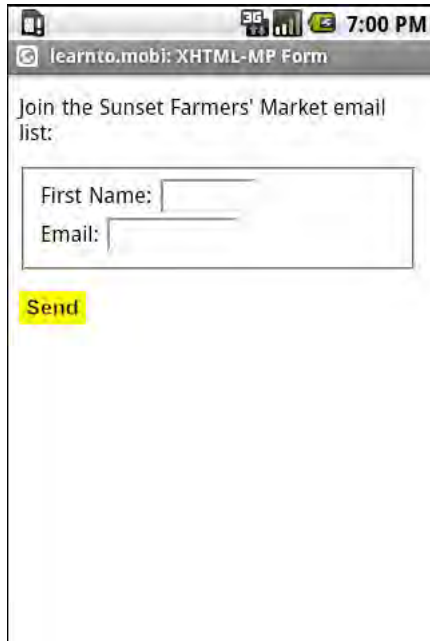 3G 7:00 PM
learnto.mobi: XHTML-MP Form
Join the Sunset Farmers' Market email
list:
First Name:
Email:
Send